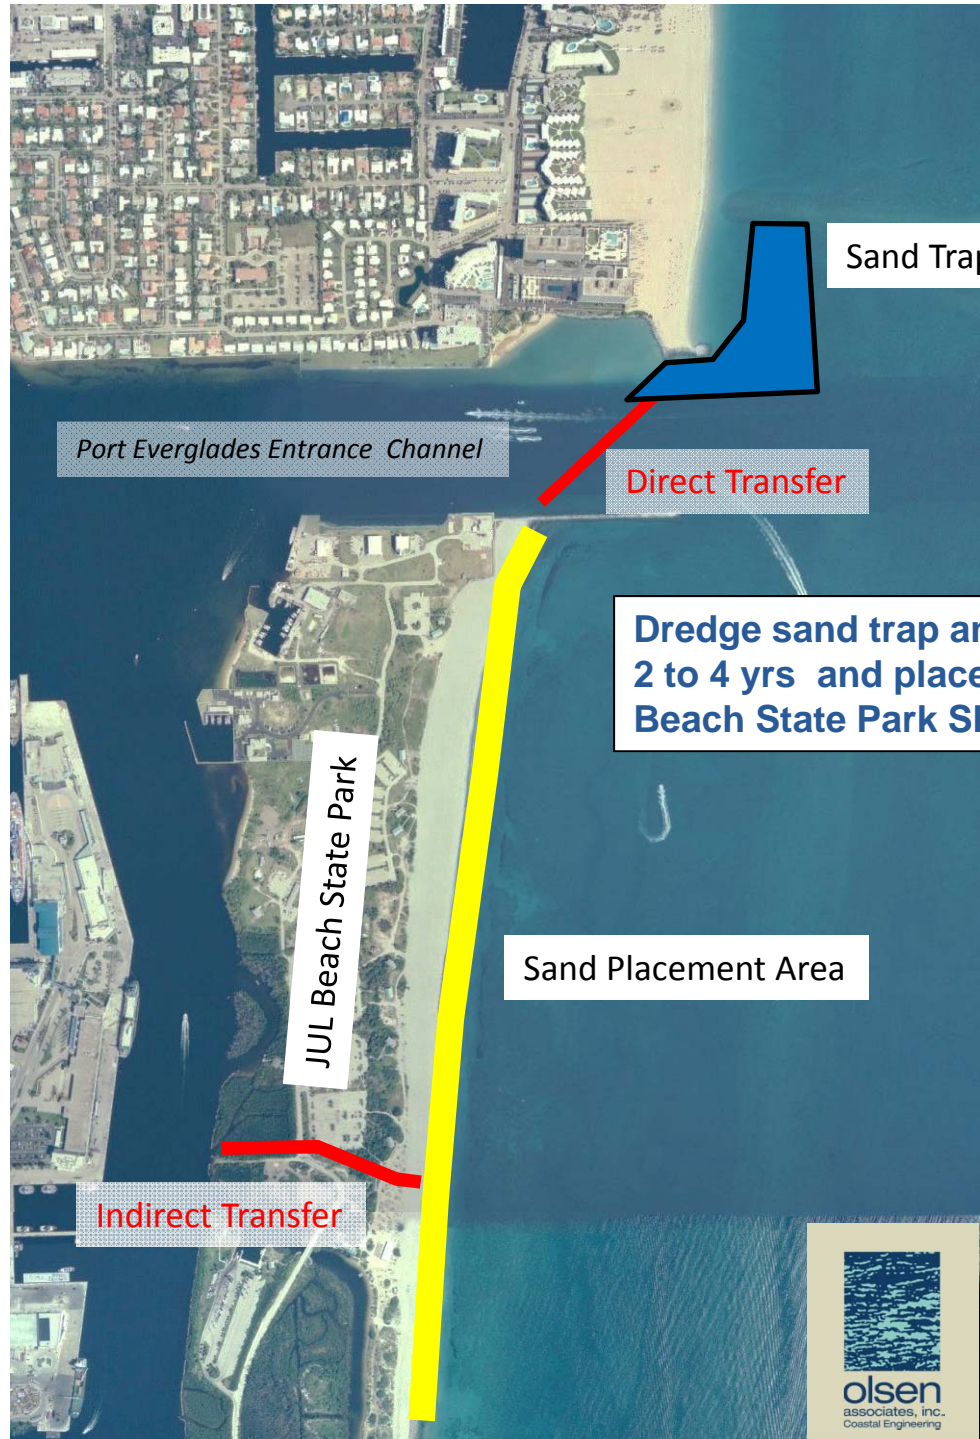 Sand Trap
Port Everglades Entrance Channel
Direct Transfer
Dredge sand trap
2 to 4 yrs and place
Beach State Park
JUL Beach State Park
Sand Placement Area
Indirect Transfer
olsen
associates, inc.
Coastal Engineering